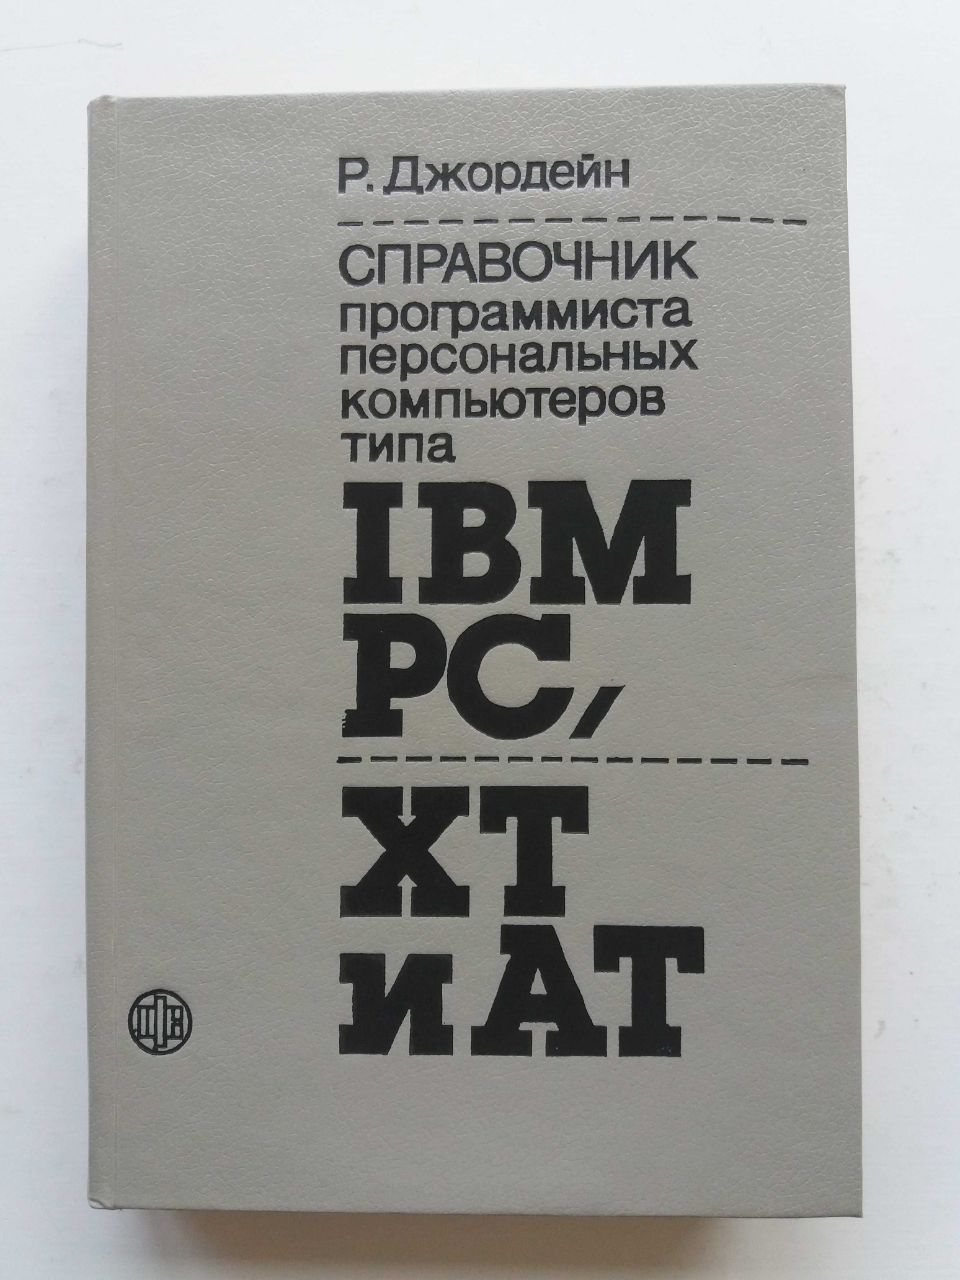 Р. Джордейн
СПРАВОЧНИК
программиста
персональных
компьютеров
типа
IBM
PC,
XT
и AT